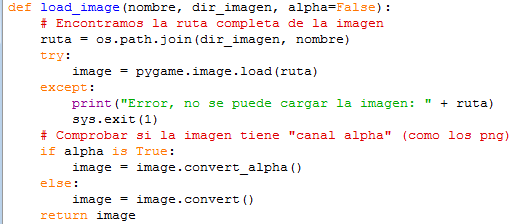 def load_image(nombre, dir_imagen, alpha=False):
    # Encontramos la ruta completa de la imagen
    ruta = os.path.join(dir_imagen, nombre)
    try:
        image = pygame.image.load(ruta)
    except:
        print("Error, no se puede cargar la imagen: " + ruta)
        sys.exit(1)
    # Comprobar si la imagen tiene "canal alpha" (como los png)
    if alpha is True:
        image = image.convert_alpha()
    else:
        image = image.convert()
    return image